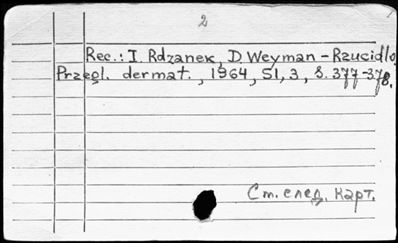 2
Rec.: I. Rdzanek, D. Weyman-Rzucidlo,
Przegl. dermat., 1964, 51, 3, s. 377-378.
См. след. карт.